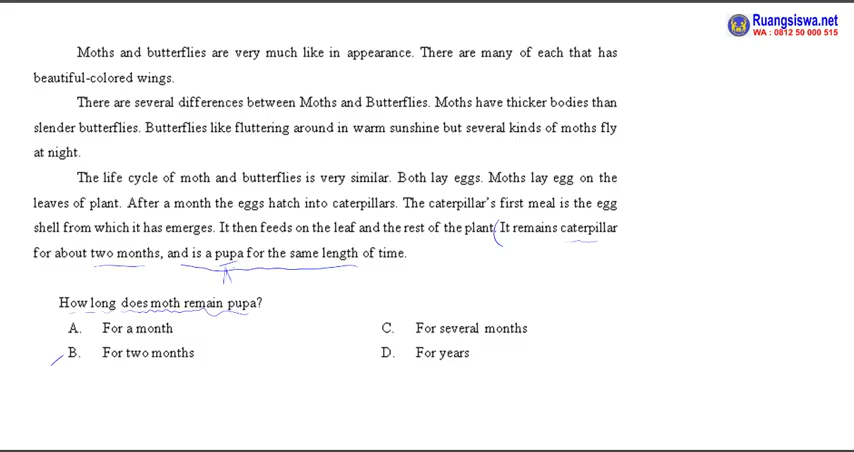 Ruangsiswa.net
WA : 0812 50 000 515
Moths and butterflies are very much like in appearance. There are many of each that has
beautiful-colored wings.
There are several differences between Moths and Butterflies. Moths have thicker bodies than
slender butterflies. Butterflies like fluttering around in warm sunshine but several kinds of moths fly
at night.
The life cycle of moth and butterflies is very similar. Both lay eggs. Moths lay egg on the
leaves of plant. After a month the eggs hatch into caterpillars. The caterpillar's first meal is the egg
shell from which it has emerges. It then feeds on the leaf and the rest of the plant. It remains caterpillar
for about two months, and is a pupa for the same length of time.
How long does moth remain pupa?
A. For a month
B. For two months
C. For several months
D. For years